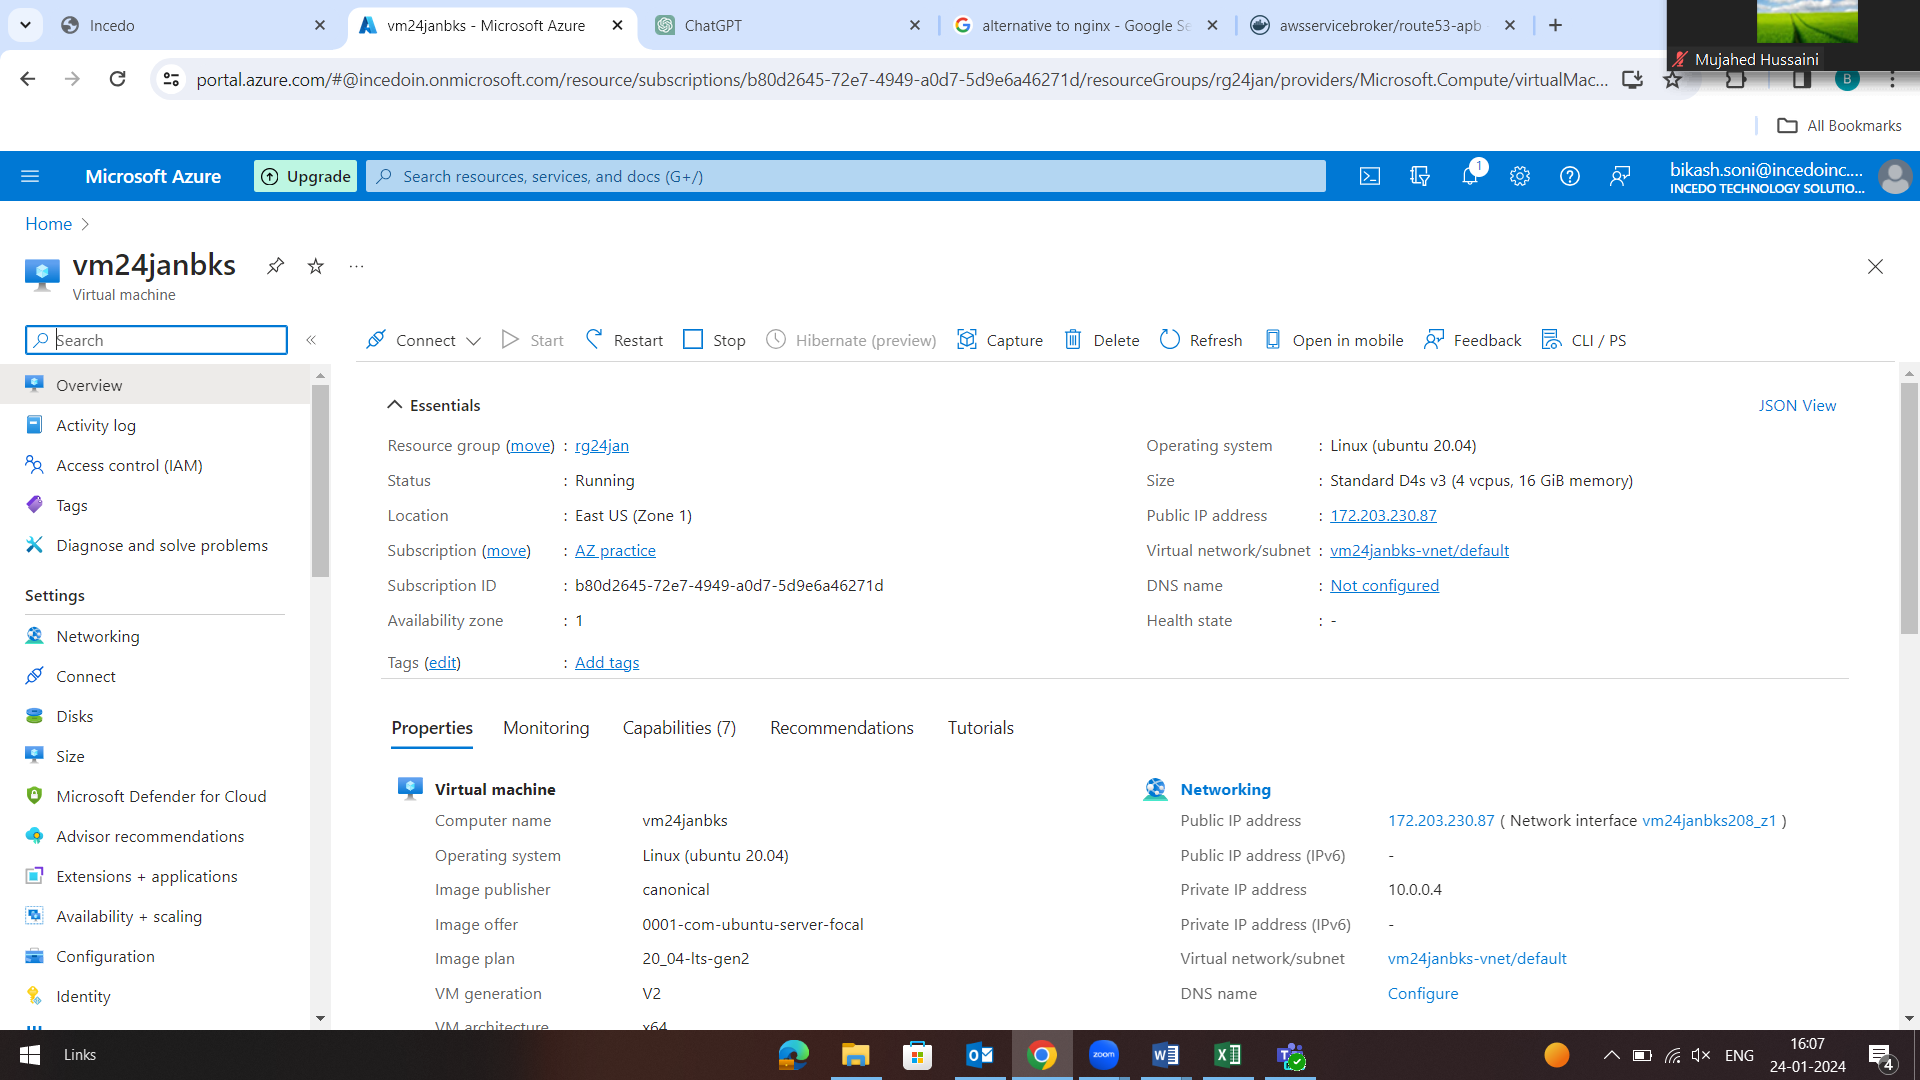 Incedo
vm24janbks - Microsoft Azure
ChatGPT
alternative to nginx - Google Se
awsservicebroker/route53-apb
Mujahed Hussaini
portal.azure.com/#@incedoin.onmicrosoft.com/resource/subscriptions/b80d2645-72e7-4949-a0d7-5d9e6a46271d/resourceGroups/rg24jan/providers/Microsoft.Compute/virtualMac...
B
All Bookmarks
Microsoft Azure
Upgrade
Search resources, services, and docs (G+/)
1
bikash.soni@incedoinc....
INCEDO TECHNOLOGY SOLUTIO...
Home
vm24janbks
Virtual machine
Search
Connect
Start
Restart
Stop
Hibernate (preview)
Capture
Delete
Refresh
Open in mobile
Feedback
CLI / PS
Overview
Activity log
Access control (IAM)
Tags
Diagnose and solve problems
Settings
Networking
Connect
Disks
Size
Microsoft Defender for Cloud
Advisor recommendations
Extensions + applications
Availability + scaling
Configuration
Identity
Essentials
JSON View
Resource group (move) : rg24jan
Status : Running
Location : East US (Zone 1)
Subscription (move) : AZ practice
Subscription ID : b80d2645-72e7-4949-a0d7-5d9e6a46271d
Availability zone : 1
Operating system : Linux (ubuntu 20.04)
Size : Standard D4s v3 (4 vcpus, 16 GiB memory)
Public IP address : 172.203.230.87
Virtual network/subnet : vm24janbks-vnet/default
DNS name : Not configured
Health state : -
Tags (edit) : Add tags
Properties
Monitoring
Capabilities (7)
Recommendations
Tutorials
Virtual machine
Computer name vm24janbks
Operating system Linux (ubuntu 20.04)
Image publisher canonical
Image offer 0001-com-ubuntu-server-focal
Image plan 20_04-lts-gen2
VM generation V2
VM architecture x64
Networking
Public IP address 172.203.230.87 ( Network interface vm24janbks208_z1 )
Public IP address (IPv6) -
Private IP address 10.0.0.4
Private IP address (IPv6) -
Virtual network/subnet vm24janbks-vnet/default
DNS name Configure
Links
zoom
ENG
16:07
24-01-2024
4